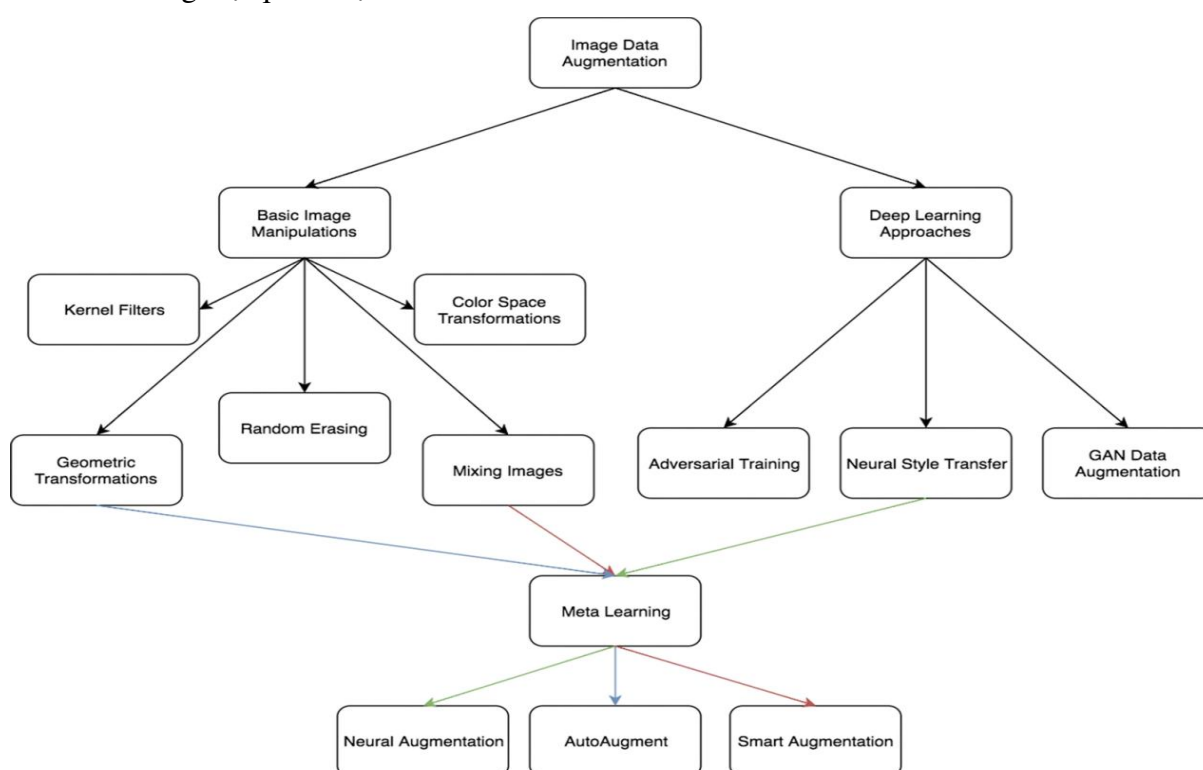 Image Data
Augmentation
Basic Image
Manipulations
Deep Learning
Approaches
Kernel Filters
Color Space
Transformations
Random Erasing
Geometric
Transformations
Mixing Images
Adversarial Training
Neural Style Transfer
GAN Data
Augmentation
Meta Learning
Neural Augmentation
AutoAugment
Smart Augmentation